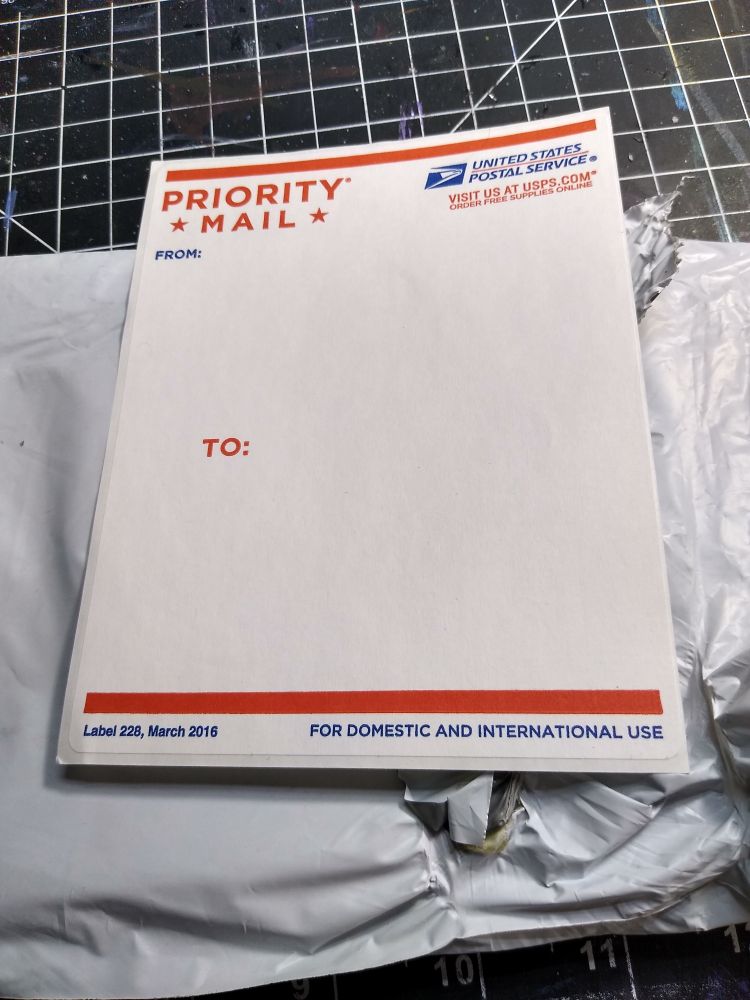 PRIORITY®
★ MAIL ★
UNITED STATES
POSTAL SERVICE®
VISIT US AT USPS.COM®
ORDER FREE SUPPLIES ONLINE
FROM:
TO:
Label 228, March 2016
FOR DOMESTIC AND INTERNATIONAL USE
9
10
11